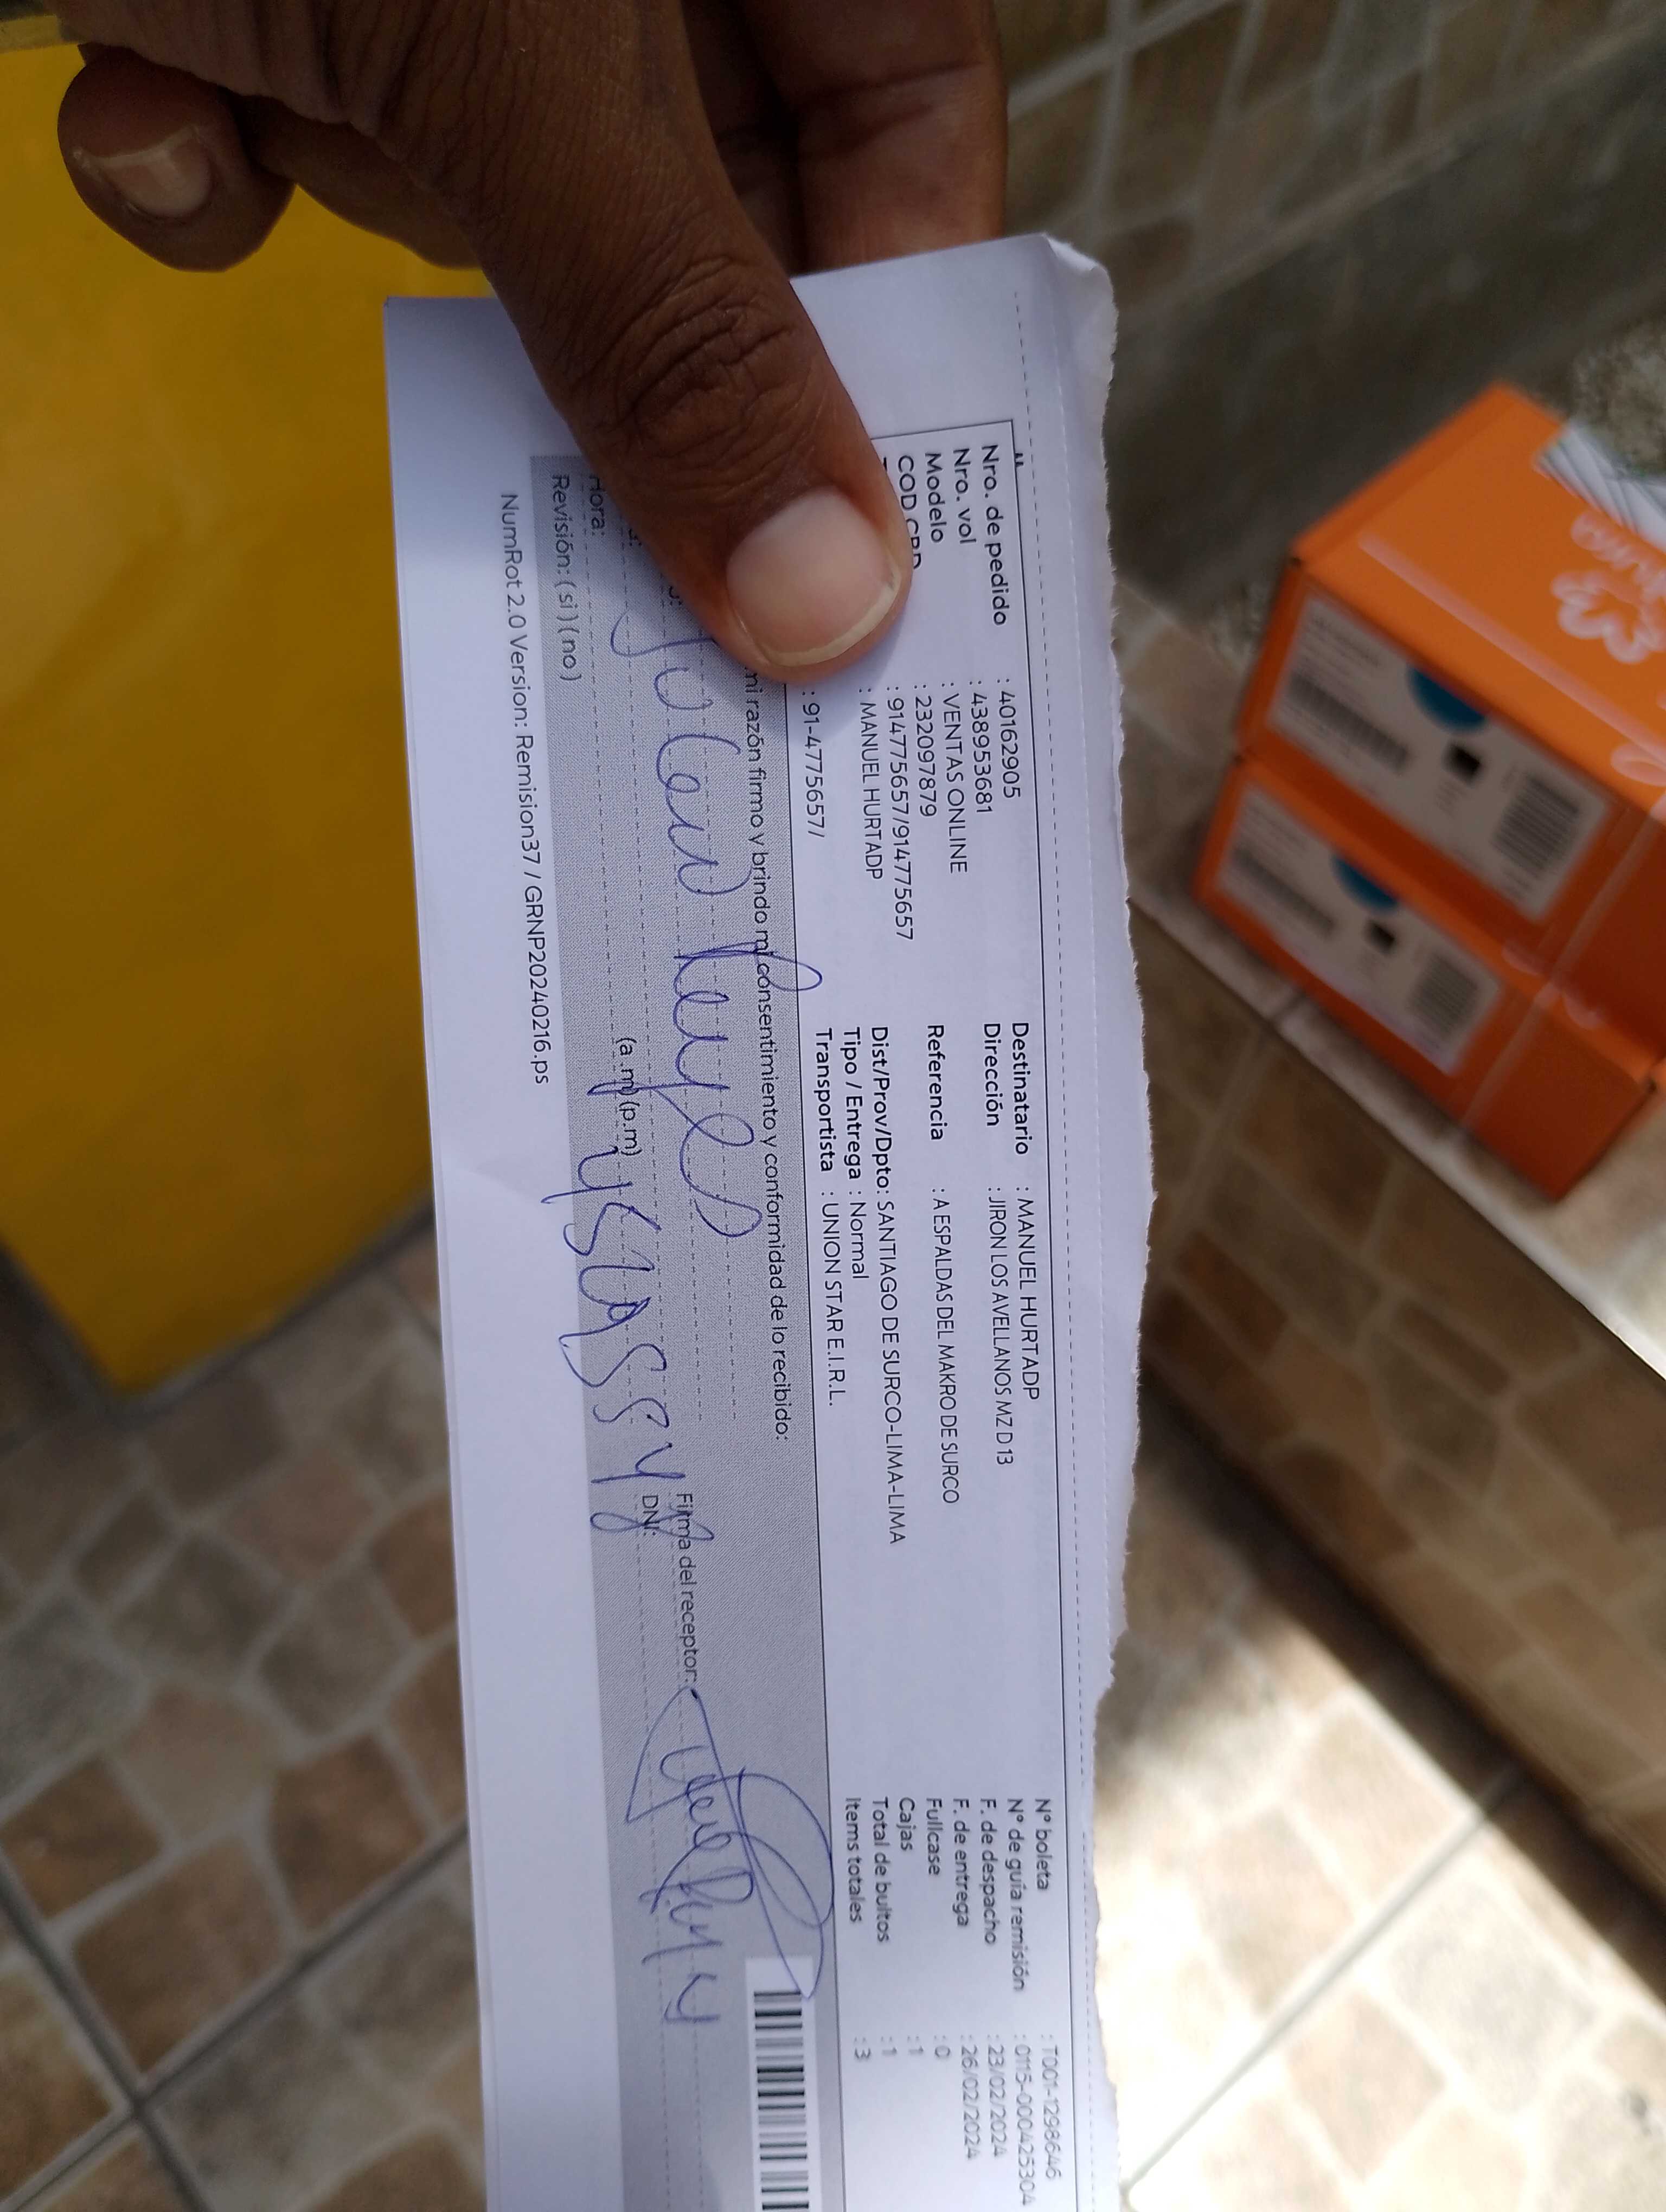 Nro. de pedido : 40162905
Nro. vol : 438953681
Modelo : VENTAS ONLINE
COD CPD : 232097879
: 914775657/914775657
: MANUEL HURTADP
: 91-4775657/
Destinatario : MANUEL HURTADP
Dirección : JIRON LOS AVELLANOS MZ D 13
Referencia : A ESPALDAS DEL MAKRO DE SURCO
Dist/Prov/Dpto: SANTIAGO DE SURCO-LIMA-LIMA
Tipo / Entrega : Normal
Transportista : UNION STAR E.I.R.L.
N° boleta : T001-1298646
N° de guía remisión : 0115-000425304
F. de despacho : 23/02/2024
F. de entrega : 26/02/2024
Fullcase : 0
Cajas : 1
Total de bultos : 1
Items totales : 3
mi razón firmo y brindo mi consentimiento y conformidad de lo recibido:
Firma del receptor:
DNI:
Hora: (a.m) (p.m)
Revisión: ( si ) ( no )
NumRot 2.0 Version: Remision37 / GRNP20240216.ps